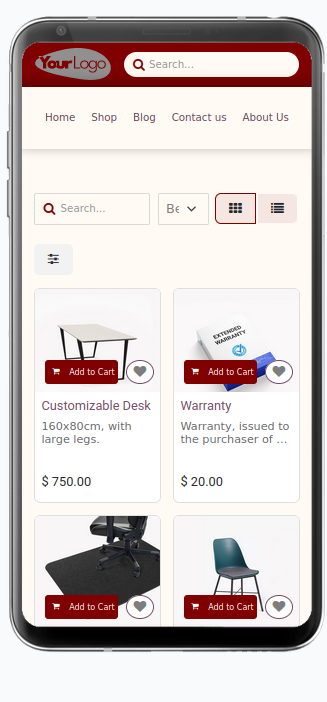 YourLogo
Search...
Home Shop Blog Contact us About Us
Search...
Be
EXTENDED
WARRANTY
Add to Cart
Add to Cart
Customizable Desk
Warranty
160x80cm, with
large legs.
Warranty, issued to
the purchaser of ...
$ 750.00
$ 20.00
Add to Cart
Add to Cart